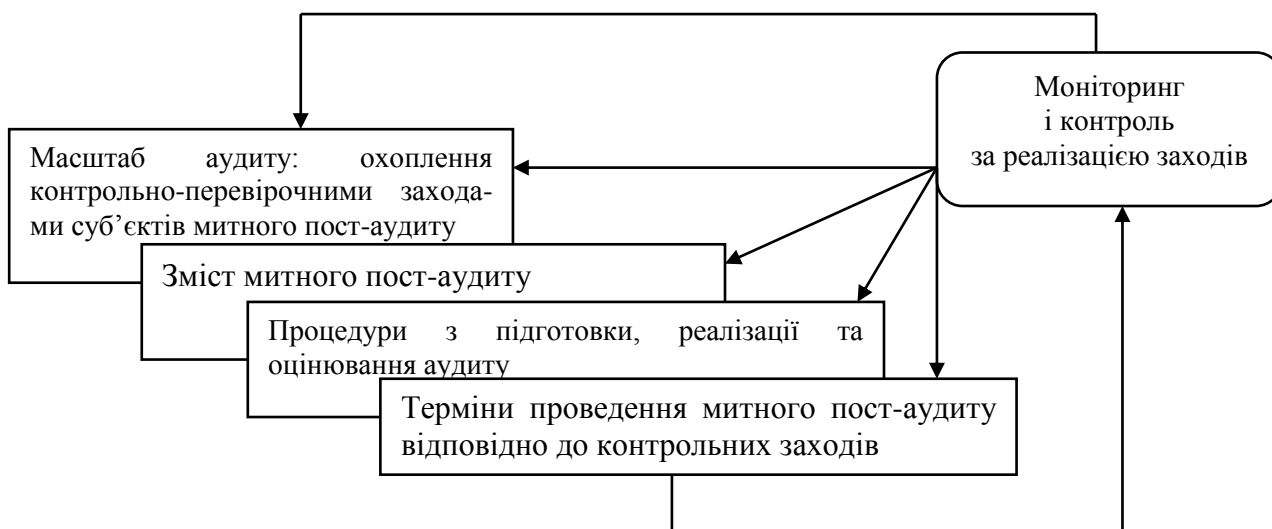 Моніторинг
і контроль
за реалізацією заходів
Масштаб аудиту: охоплення
контрольно-перевірочними захода-
ми суб’єктів митного пост-аудиту
Зміст митного пост-аудиту
Процедури з підготовки, реалізації та
оцінювання аудиту
Терміни проведення митного пост-аудиту
відповідно до контрольних заходів